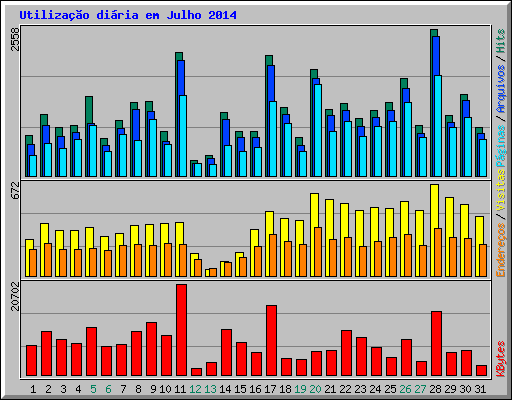 Utilização diária em Julho 2014
2558
672
20702
Endereços / Visitas
Páginas / Arquivos / Hits
KBytes
1 2 3 4 5 6 7 8 9 10 11 12 13 14 15 16 17 18 19 20 21 22 23 24 25 26 27 28 29 30 31